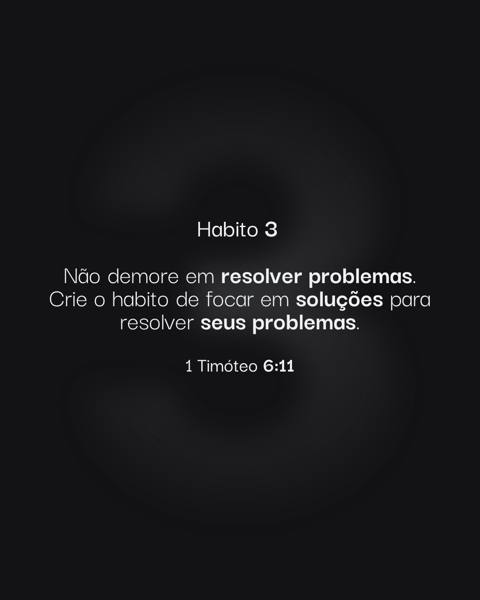 Habito 3
Não demore em resolver problemas.
Crie o habito de focar em soluções para
resolver seus problemas.
1 Timóteo 6:11